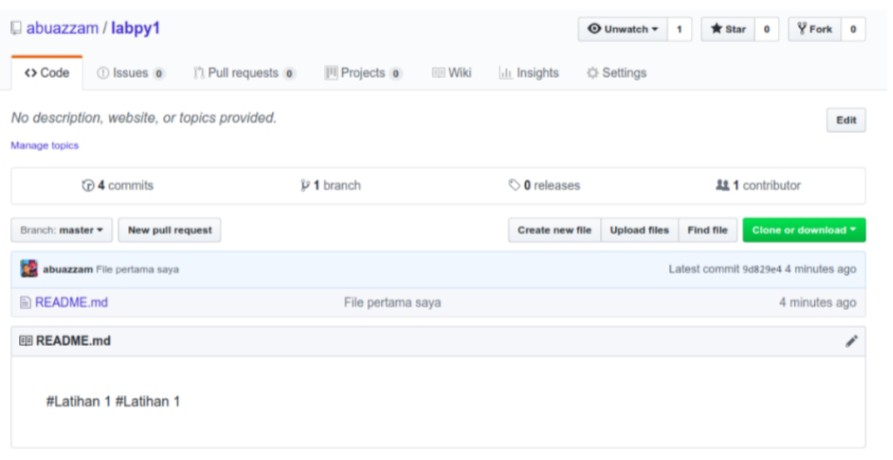 abuazzam / labpy1 Unwatch 1 Star 0 Fork 0
Code Issues 0 Pull requests 0 Projects 0 Wiki Insights Settings
No description, website, or topics provided. Edit
Manage topics
4 commits 1 branch 0 releases 1 contributor
Branch: master New pull request Create new file Upload files Find file Clone or download
abuazzam File pertama saya Latest commit 9d829e4 4 minutes ago
README.md File pertama saya 4 minutes ago
README.md
#Latihan 1 #Latihan 1